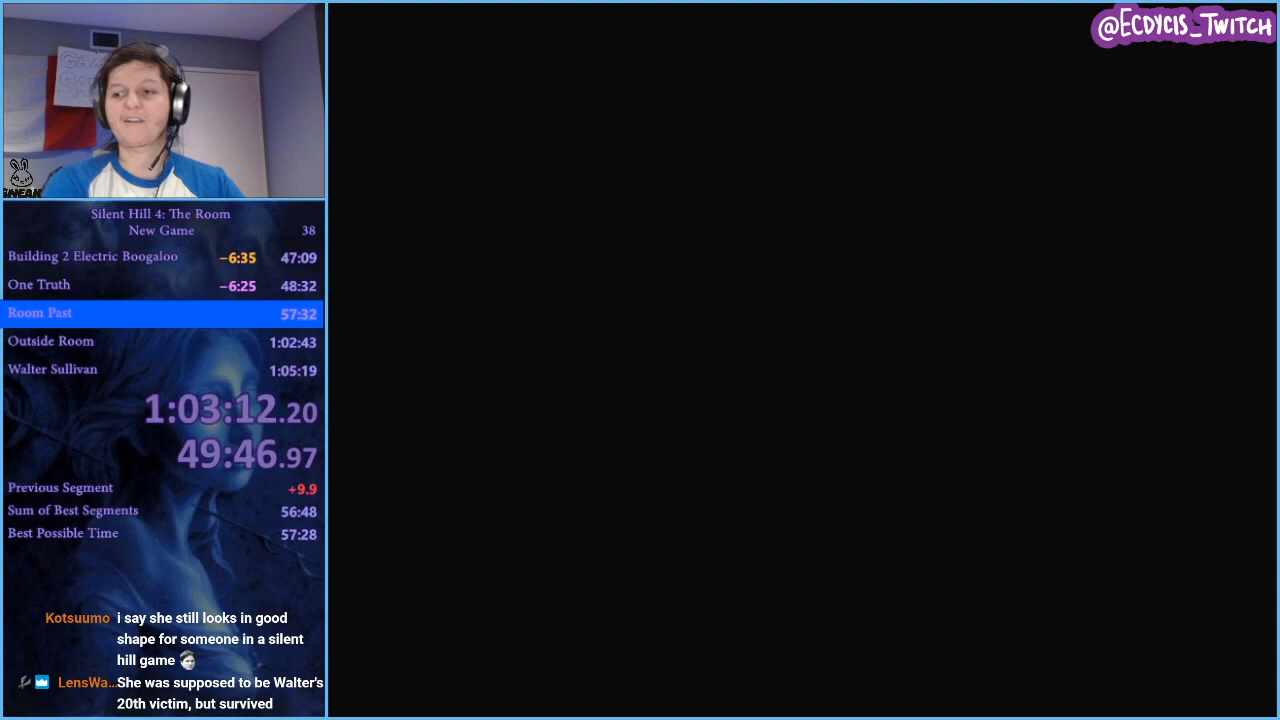 @ECDYCIS_TWITCH
Silent Hill 4: The Room
New Game 38
Building 2 Electric Boogaloo −6:35 47:09
One Truth −6:25 48:32
Room Past 57:32
Outside Room 1:02:43
Walter Sullivan 1:05:19
1:03:12.20
49:46.97
Previous Segment +9.9
Sum of Best Segments 56:48
Best Possible Time 57:28
Kotsuumo i say she still looks in good
shape for someone in a silent
hill game
LensWa... She was supposed to be Walter's
20th victim, but survived